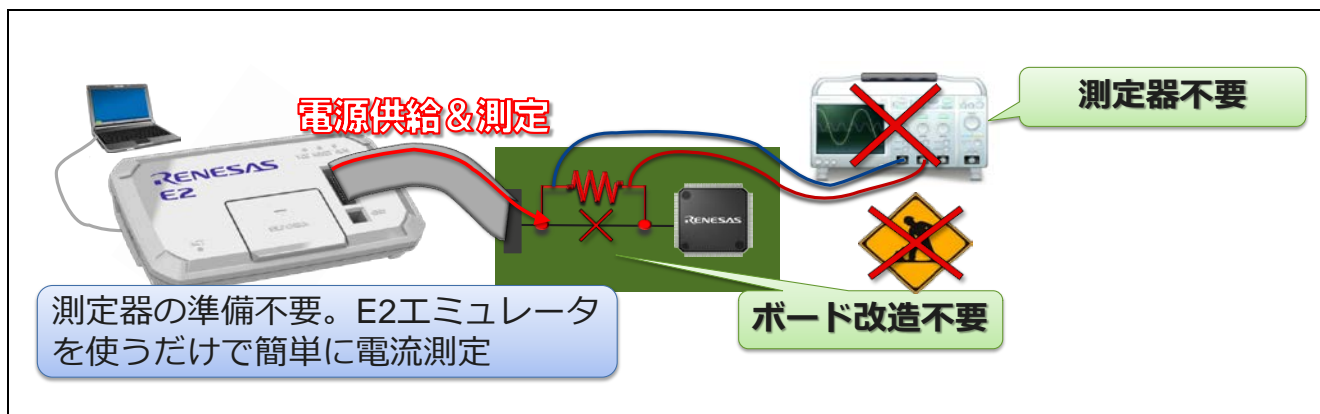 電源供給＆測定
測定器不要
RENESAS
E2
RENESAS
測定器の準備不要。E2エミュレータ
を使うだけで簡単に電流測定
ボード改造不要